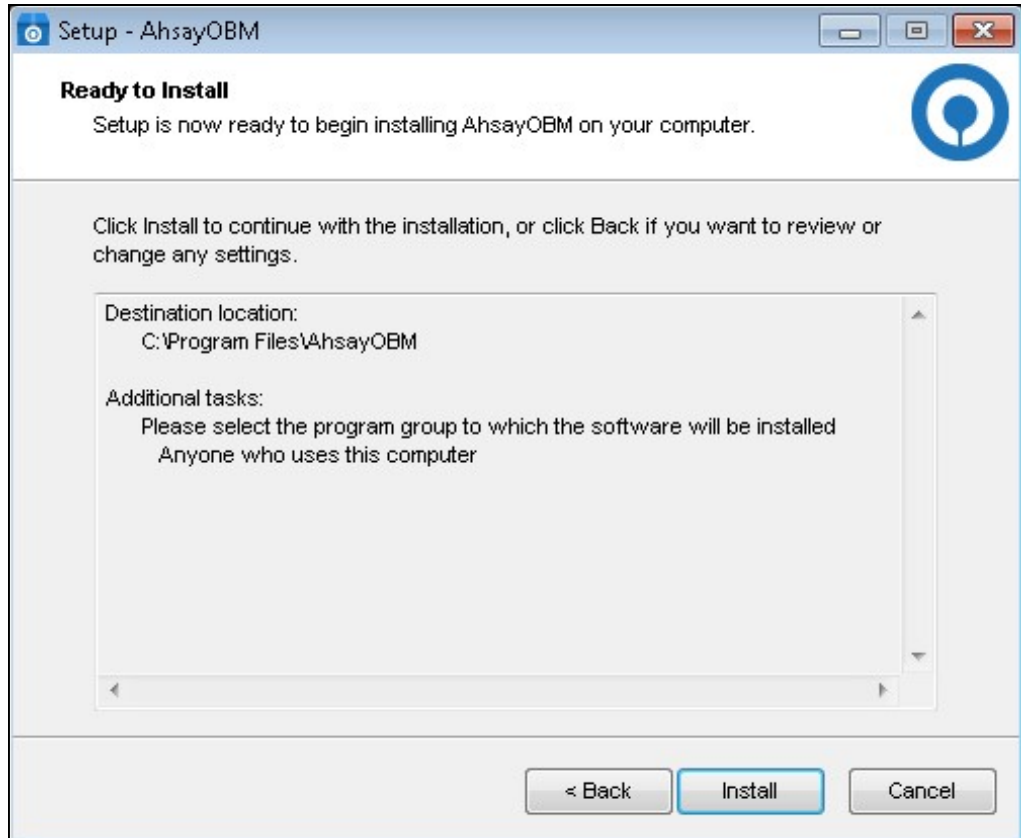 Setup - AhsayOBM
Ready to Install
Setup is now ready to begin installing AhsayOBM on your computer.
Click Install to continue with the installation, or click Back if you want to review or
change any settings.
Destination location:
C:\Program Files\AhsayOBM
Additional tasks:
Please select the program group to which the software will be installed
Anyone who uses this computer
< Back
Install
Cancel